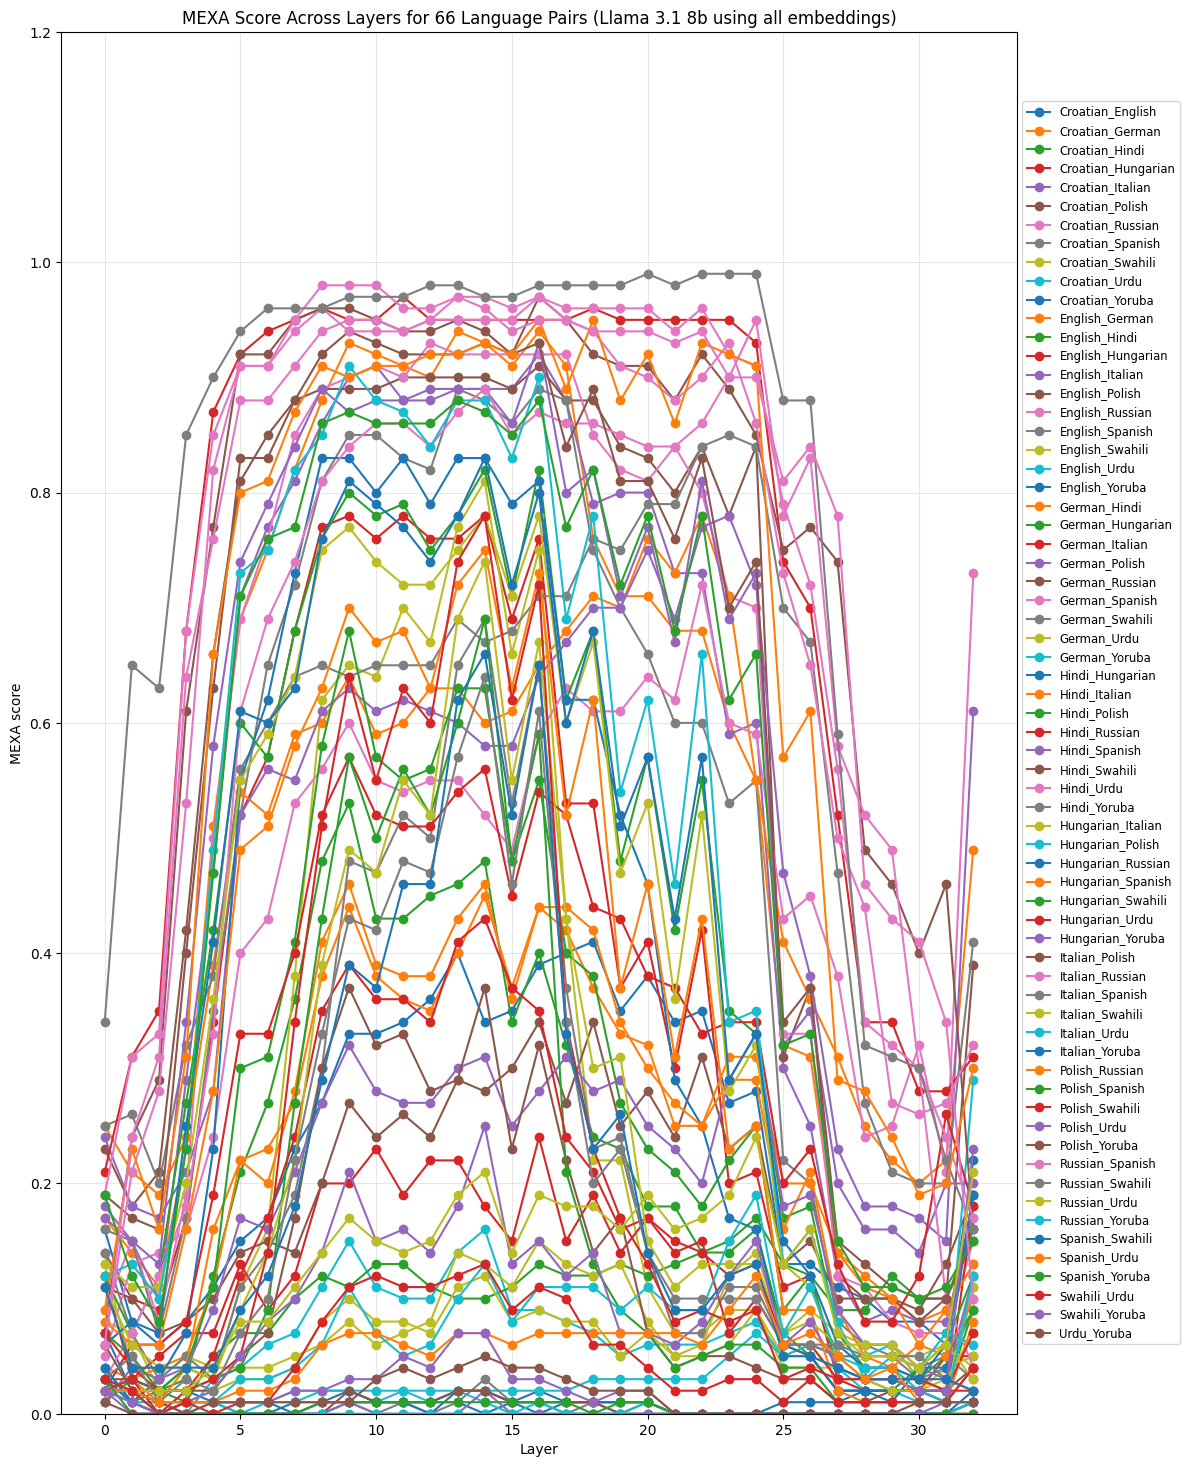 MEXA Score Across Layers for 66 Language Pairs (Llama 3.1 8b using all embeddings)
1.2
1.0
0.8
0.6
0.4
0.2
0.0
MEXA score
0
5
10
15
20
25
30
Layer
Croatian_English
Croatian_German
Croatian_Hindi
Croatian_Hungarian
Croatian_Italian
Croatian_Polish
Croatian_Russian
Croatian_Spanish
Croatian_Swahili
Croatian_Urdu
Croatian_Yoruba
English_German
English_Hindi
English_Hungarian
English_Italian
English_Polish
English_Russian
English_Spanish
English_Swahili
English_Urdu
English_Yoruba
German_Hindi
German_Hungarian
German_Italian
German_Polish
German_Russian
German_Spanish
German_Swahili
German_Urdu
German_Yoruba
Hindi_Hungarian
Hindi_Italian
Hindi_Polish
Hindi_Russian
Hindi_Spanish
Hindi_Swahili
Hindi_Urdu
Hindi_Yoruba
Hungarian_Italian
Hungarian_Polish
Hungarian_Russian
Hungarian_Spanish
Hungarian_Swahili
Hungarian_Urdu
Hungarian_Yoruba
Italian_Polish
Italian_Russian
Italian_Spanish
Italian_Swahili
Italian_Urdu
Italian_Yoruba
Polish_Russian
Polish_Spanish
Polish_Swahili
Polish_Urdu
Polish_Yoruba
Russian_Spanish
Russian_Swahili
Russian_Urdu
Russian_Yoruba
Spanish_Swahili
Spanish_Urdu
Spanish_Yoruba
Swahili_Urdu
Swahili_Yoruba
Urdu_Yoruba